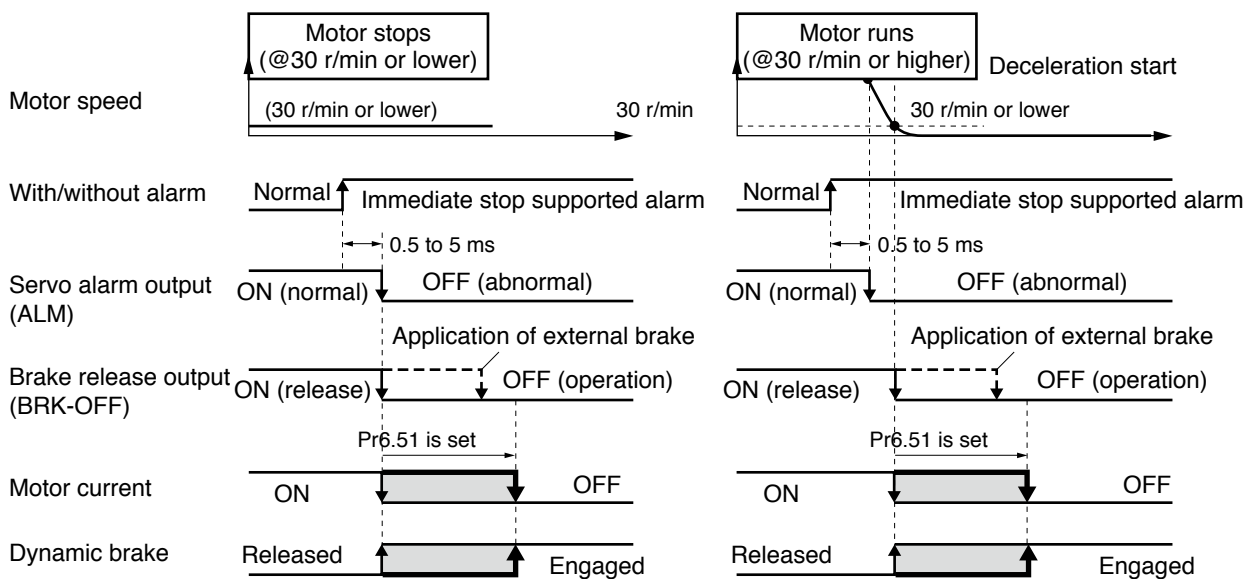 Motor stops
(@30 r/min or lower)
Motor runs
(@30 r/min or higher)
Deceleration start
Motor speed
(30 r/min or lower)
30 r/min
30 r/min or lower
With/without alarm
Normal
Immediate stop supported alarm
Normal
Immediate stop supported alarm
0.5 to 5 ms
0.5 to 5 ms
Servo alarm output
(ALM)
ON (normal)
OFF (abnormal)
ON (normal)
OFF (abnormal)
Application of external brake
Application of external brake
Brake release output
(BRK-OFF)
ON (release)
OFF (operation)
ON (release)
OFF (operation)
Pr6.51 is set
Pr6.51 is set
Motor current
ON
OFF
ON
OFF
Dynamic brake
Released
Engaged
Released
Engaged